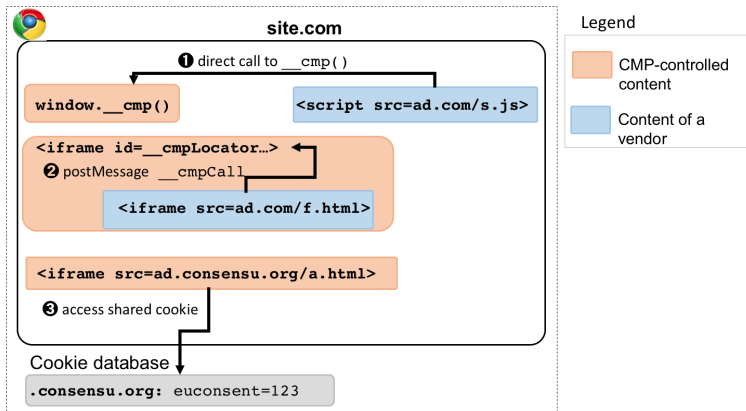 site.com
❶ direct call to __cmp()
window.__cmp()
<script src=ad.com/s.js>
<iframe id=__cmpLocator…>
❷ postMessage __cmpCall
<iframe src=ad.com/f.html>
<iframe src=ad.consensu.org/a.html>
❸ access shared cookie
Cookie database
.consensu.org: euconsent=123
Legend
CMP-controlled
content
Content of a
vendor